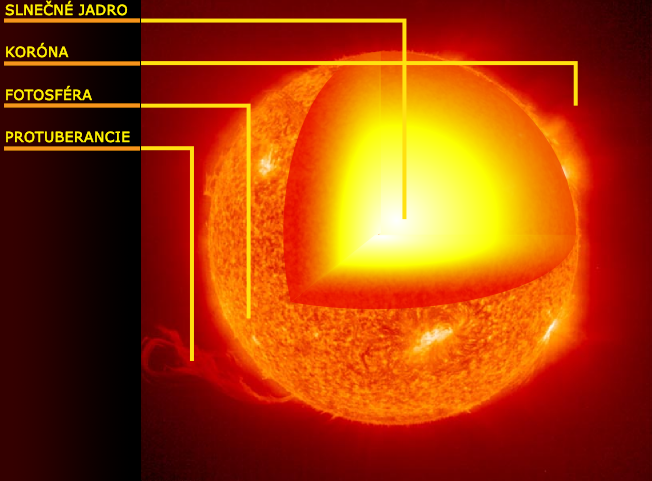 SLNEČNÉ JADRO
KORÓNA
FOTOSFÉRA
PROTUBERANCIE